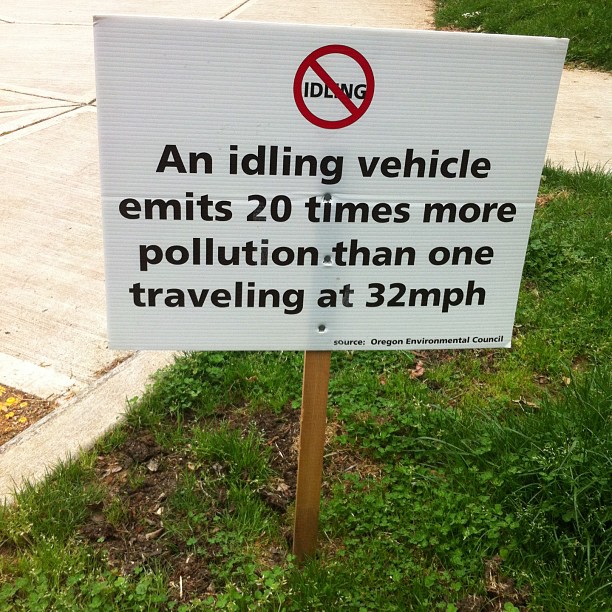 IDLING
An idling vehicle
emits 20 times more
pollution than one
traveling at 32mph
source: Oregon Environmental Council